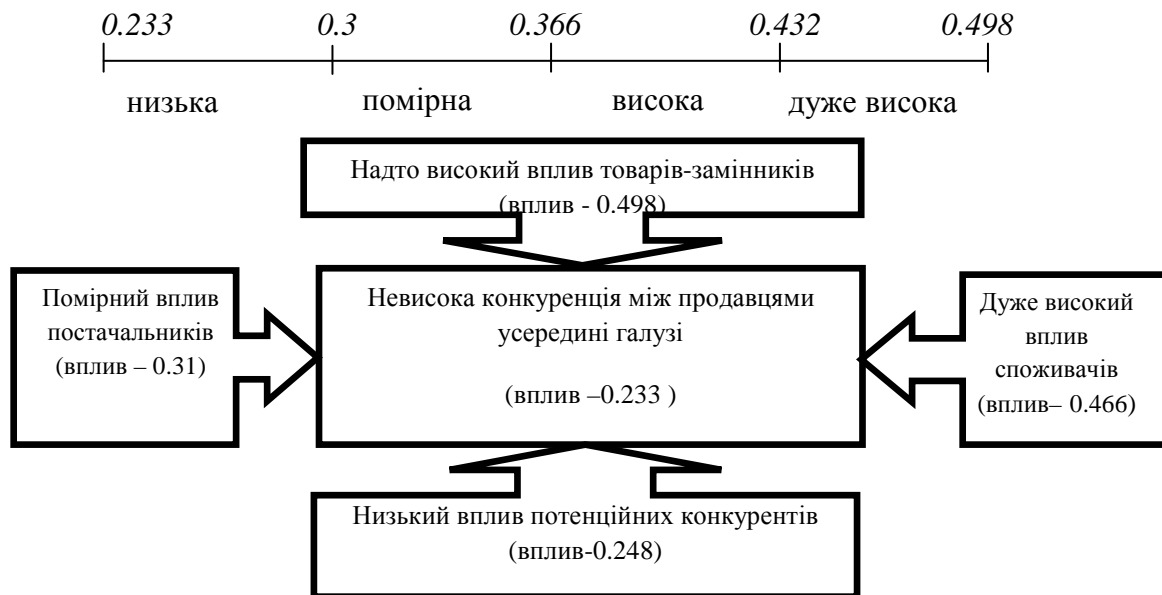 0.233 0.3 0.366 0.432 0.498
низька помірна висока дуже висока
Надто високий вплив товарів-замінників
(вплив - 0.498)
Помірний вплив
постачальників
(вплив – 0.31)
Невисока конкуренція між продавцями
усередині галузі
(вплив –0.233 )
Дуже високий
вплив
споживачів
(вплив– 0.466)
Низький вплив потенційних конкурентів
(вплив-0.248)